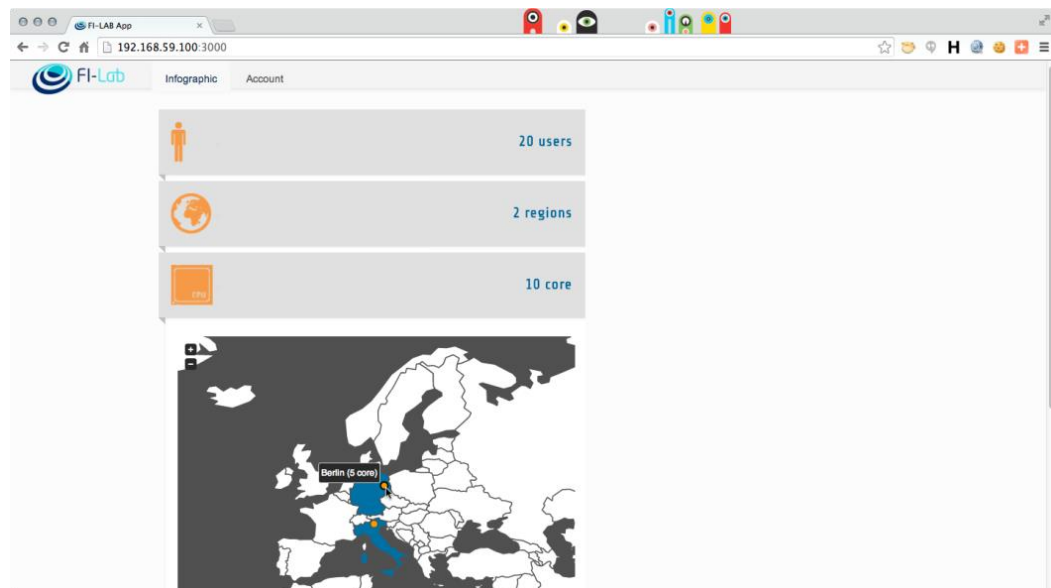 FI-LAB App
192.168.59.100:3000
FI-Lab
Infographic
Account
20 users
2 regions
CPU
10 core
+
-
Berlin (5 core)